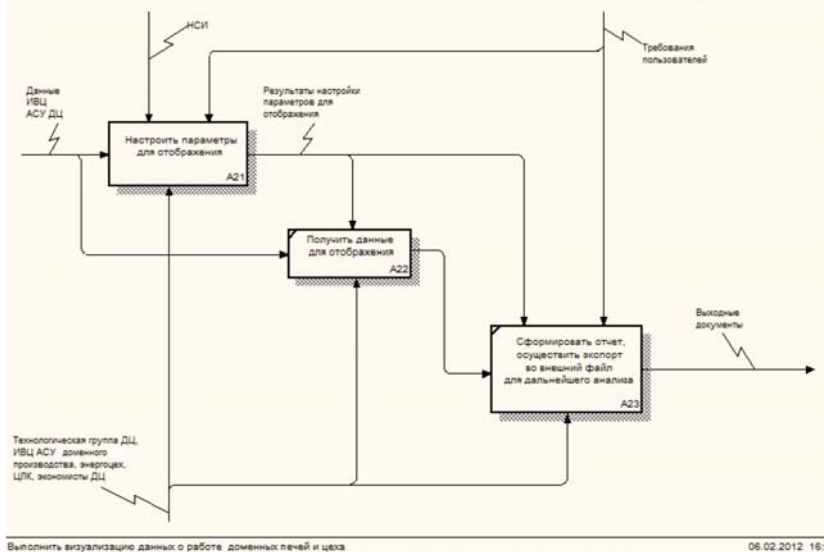 НСИ
Требования
пользователей
Данные
ИВЦ
АСУ ДЦ
Результаты настройки
параметров для
отображения
Настроить параметры
для отображения
A21
Получить данные
для отображения
A22
Выходные
документы
Сформировать отчет,
осуществить экспорт
во внешний файл
для дальнейшего анализа
A23
Технологическая группа ДЦ,
ИВЦ АСУ доменного
производства, энергоцех,
ЦЛК, экономисты ДЦ
Выполнить визуализацию данных о работе доменных печей и цеха
06.02.2012 16: